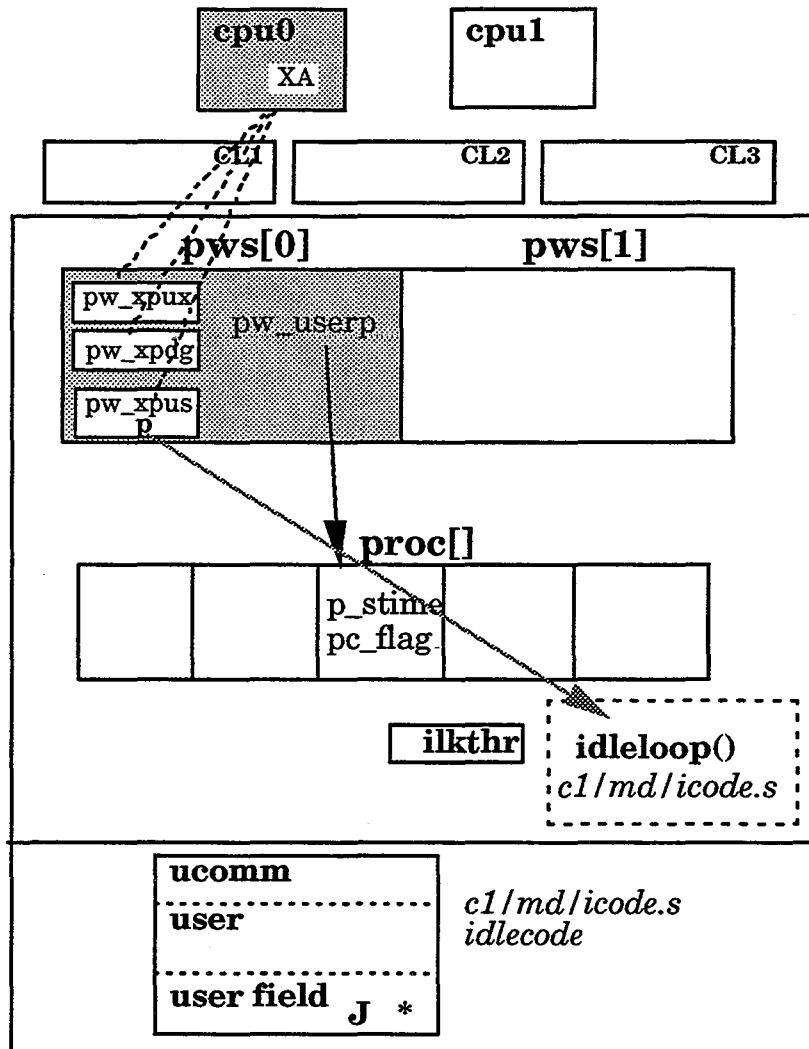 cpu0
XA
cpu1
CL1
CL2
CL3
pws[0]
pws[1]
pw_xpux
pw_userp
pw_xpdg
pw_xpus
p
proc[]
p_stime
pc_flag
ilkthr
idleloop()
c1/md/icode.s
ucomm
user
c1/md/icode.s
idlecode
user field
J *